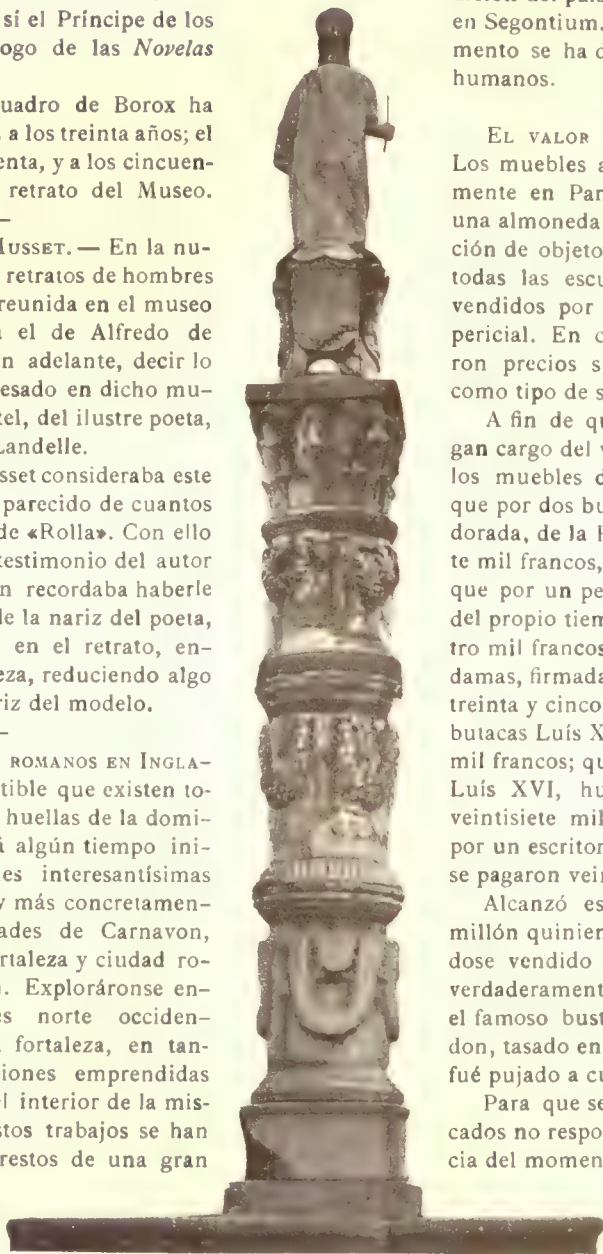 sí el Príncipe de los
ogo de las Novelas
uadro de Borox ha
a los treinta años; el
enta, y a los cincuen-
retrato del Museo.
—
USSET. — En la nu-
retratos de hombres
reunida en el museo
el de Alfredo de
n adelante, decir lo
esado en dicho mu-
tel, del ilustre poeta,
Landelle.
sset consideraba este
parecido de cuantos
de «Rolla». Con ello
testimonio del autor
n recordaba haberle
de la nariz del poeta,
en el retrato, en-
eza, reduciendo algo
riz del modelo.
—
ROMANOS EN INGLA-
tible que existen to-
huellas de la domi-
á algún tiempo ini-
es interesantísimas
y más concretamen-
ades de Carnavon,
rtaleza y ciudad ro-
Exploráronse en-
es norte occiden-
fortaleza, en tan-
iones emprendidas
l interior de la mis-
stos trabajos se han
restos de una gran
en Segontium.
mento se ha
humanos.
EL VALOR
Los muebles a
mente en Par
una almoneda
ción de objeto
todas las escu
vendidos por
pericial. En c
ron precios s
como tipo de s
A fin de qu
gan cargo del v
los muebles d
que por dos bu
dorada, de la
te mil francos,
que por un pe
del propio tiem
tro mil francos
damas, firmada
treinta y cinco
butacas Luís X
mil francos; qu
Luís XVI, hu
veintisiete mil
por un escritor
se pagaron vein
Alcanzó es
millón quinien
dose vendido
verdaderament
el famoso bust
don, tasado en
fué pujado a cu
Para que se
cados no respo
cia del momen